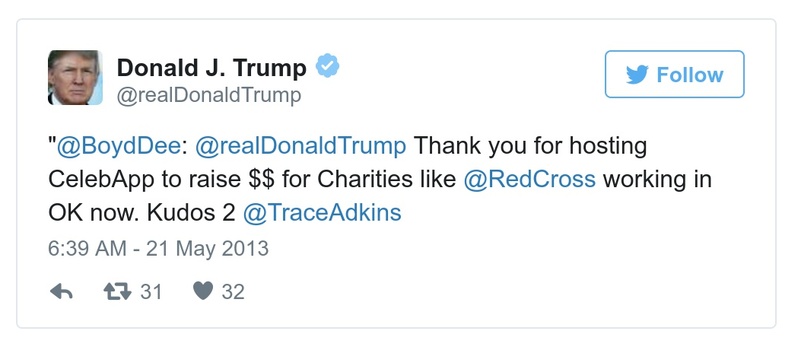 Donald J. Trump
@realDonaldTrump
Follow
"@BoydDee: @realDonaldTrump Thank you for hosting
CelebApp to raise $$ for Charities like @RedCross working in
OK now. Kudos 2 @TraceAdkins
6:39 AM - 21 May 2013
31 32